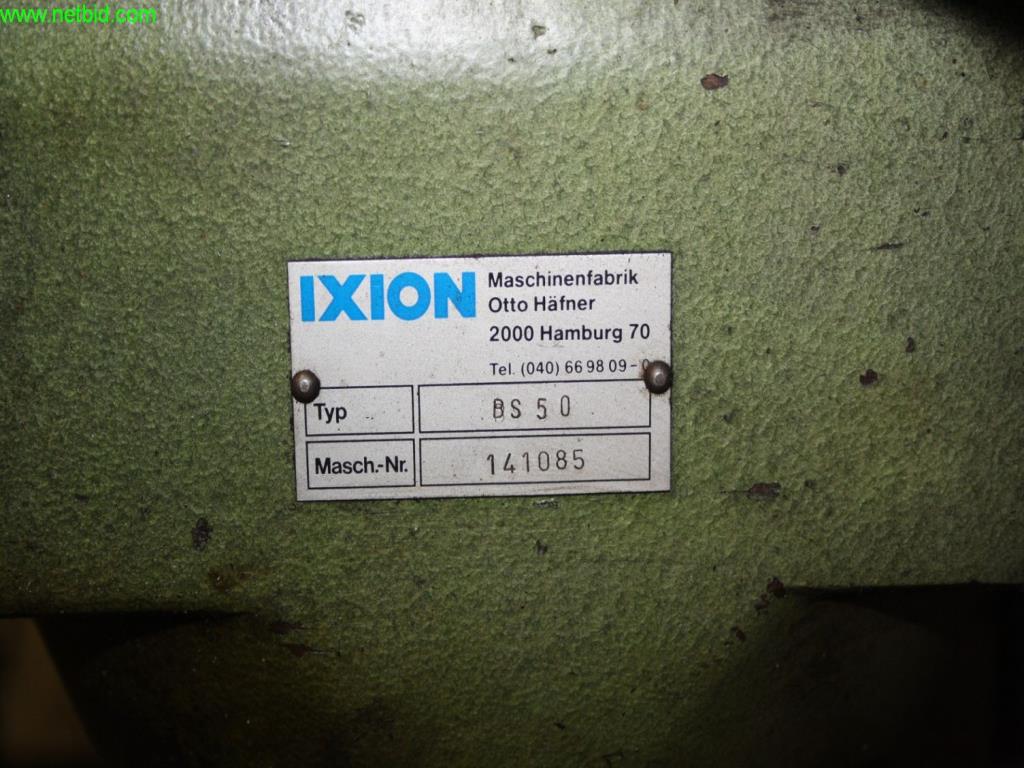 www.netbid.com
IXION
Maschinenfabrik
Otto Häfner
2000 Hamburg 70
Tel. (040) 66 98 09-0
Typ
BS 50
Masch.-Nr.
141085